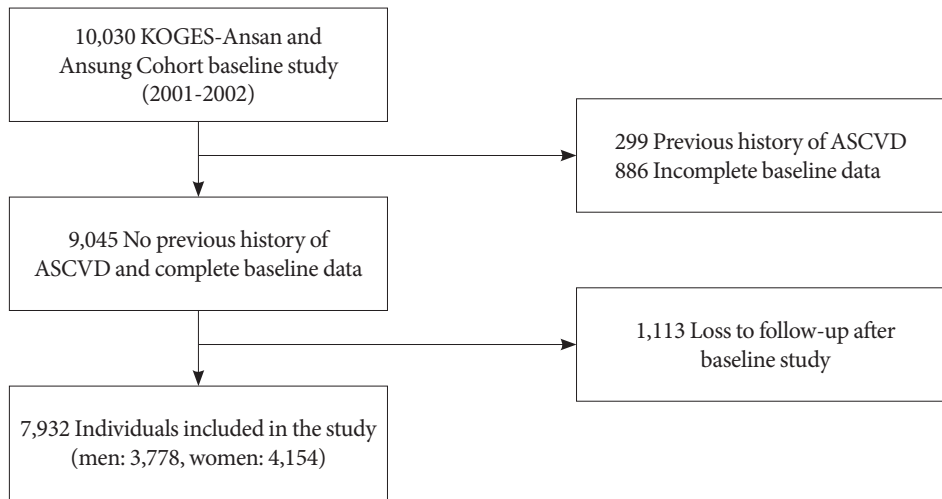 10,030 KOGES-Ansan and
Ansung Cohort baseline study
(2001-2002)
299 Previous history of ASCVD
886 Incomplete baseline data
9,045 No previous history of
ASCVD and complete baseline data
1,113 Loss to follow-up after
baseline study
7,932 Individuals included in the study
(men: 3,778, women: 4,154)